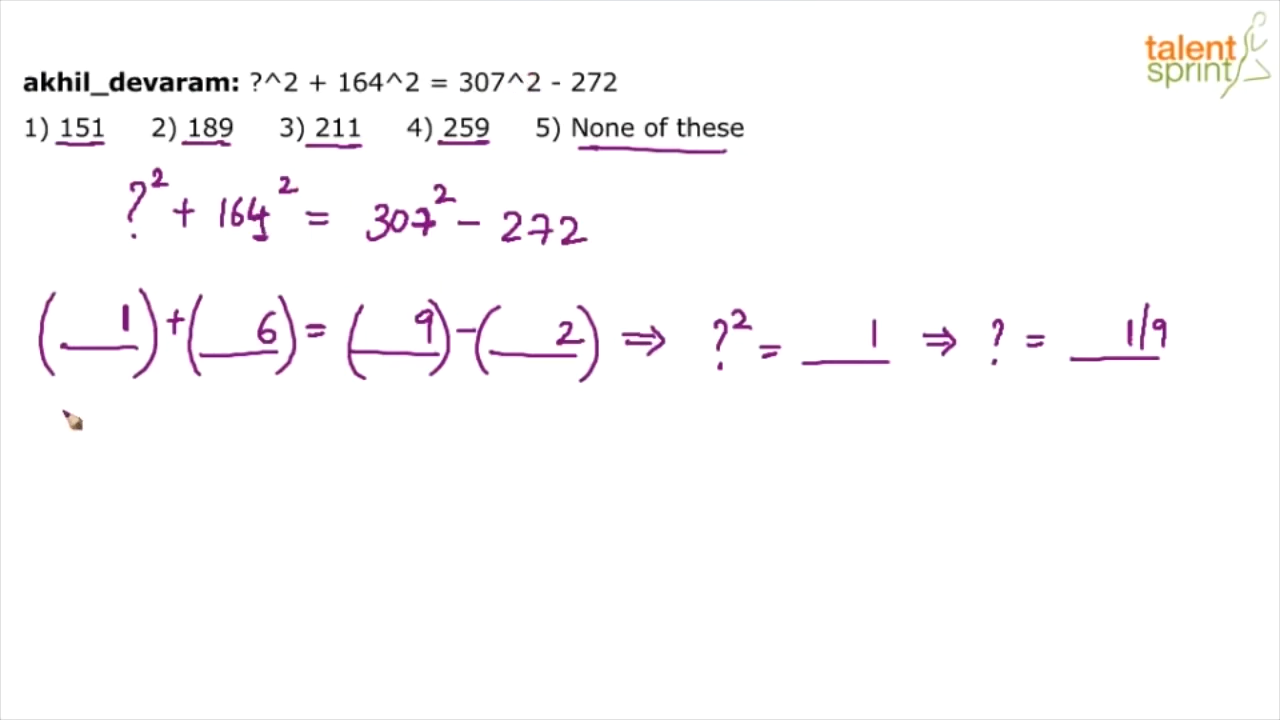 talent
sprint
akhil_devaram: ?^2 + 164^2 = 307^2 - 272
1) 151 2) 189 3) 211 4) 259 5) None of these
?² + 164² = 307² - 272
(__1) + (__6) = (__9) - (__2) ⇒ ?² = __1 ⇒ ? = __1/9